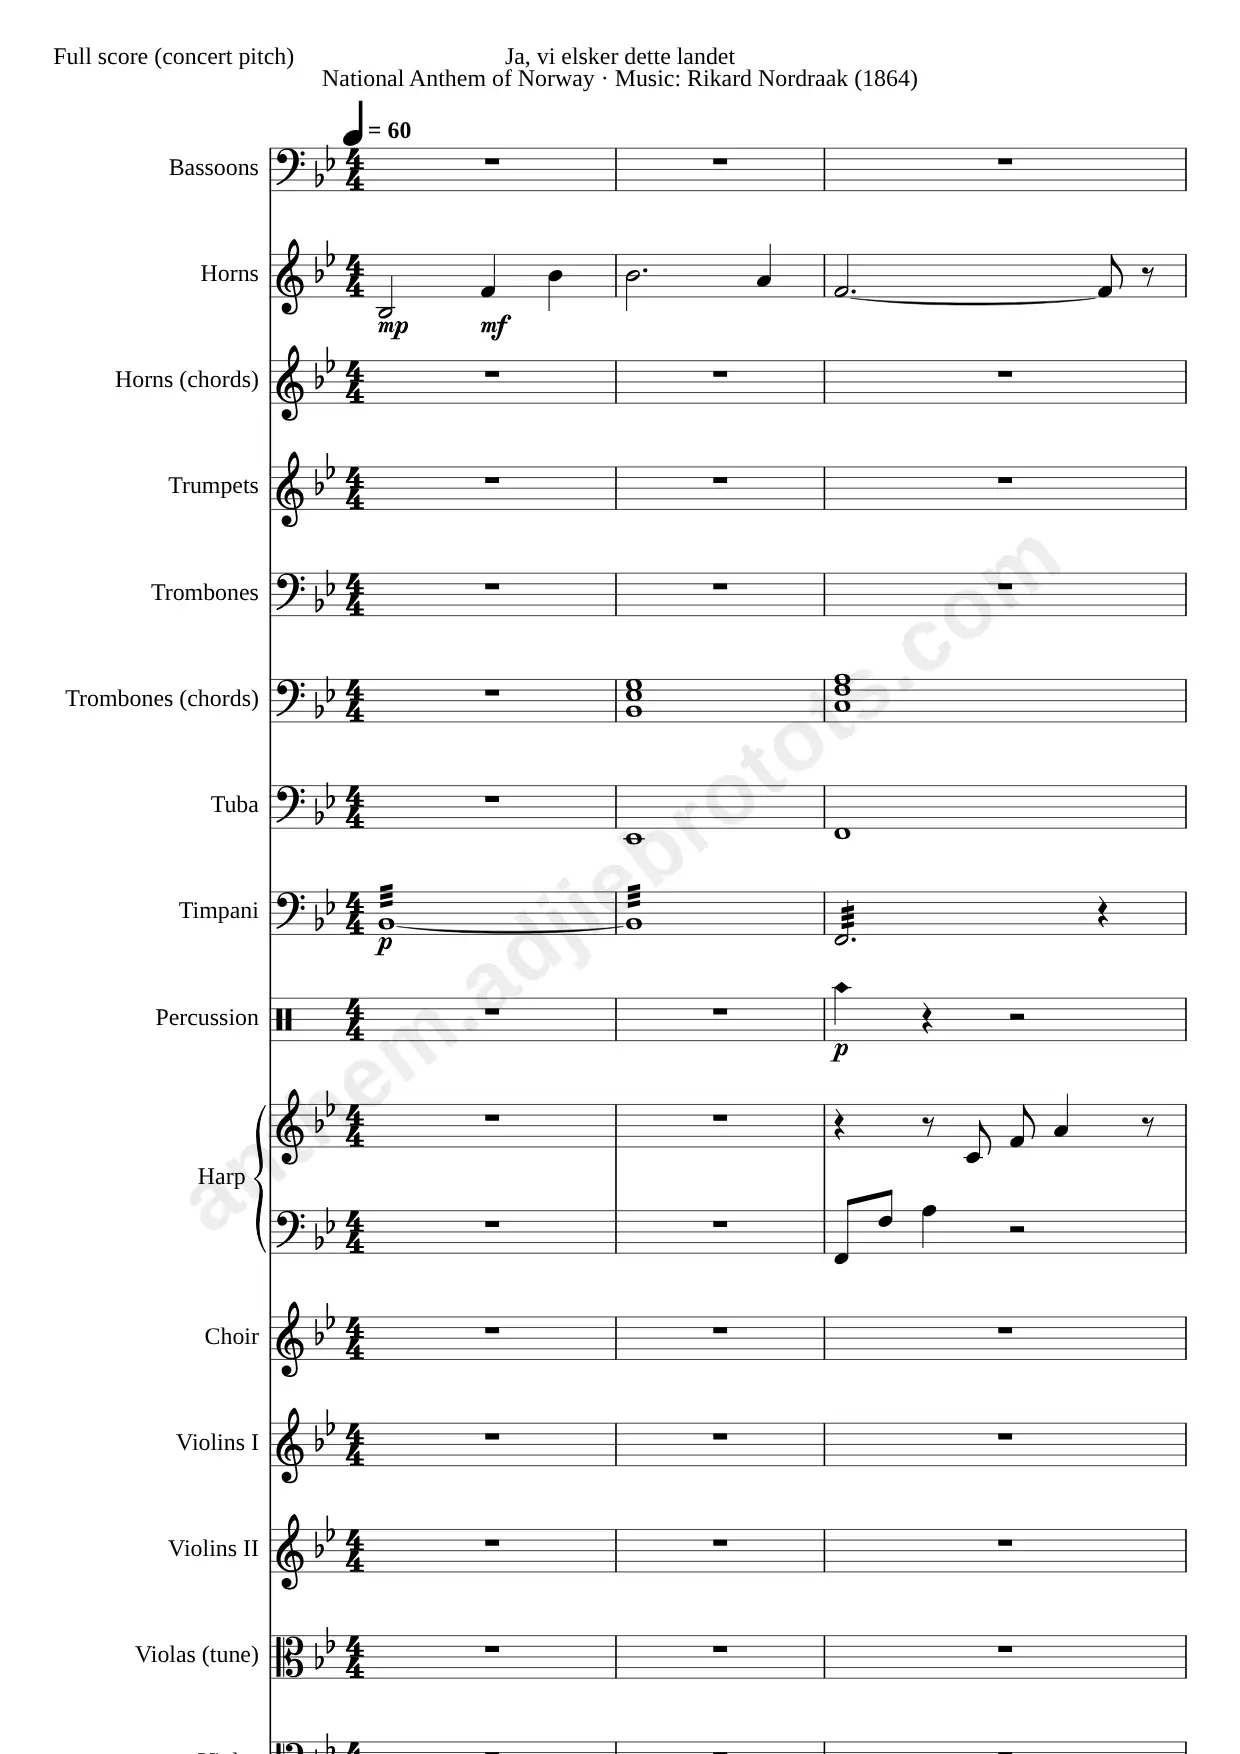 Full score (concert pitch)
Ja, vi elsker dette landet
National Anthem of Norway · Music: Rikard Nordraak (1864)
= 60
Bassoons
Horns
mp mf
Horns (chords)
Trumpets
Trombones
Trombones (chords)
Tuba
Timpani
p
Percussion
p
Harp
Choir
Violins I
Violins II
Violas (tune)
anthem.adjiebrotots.com